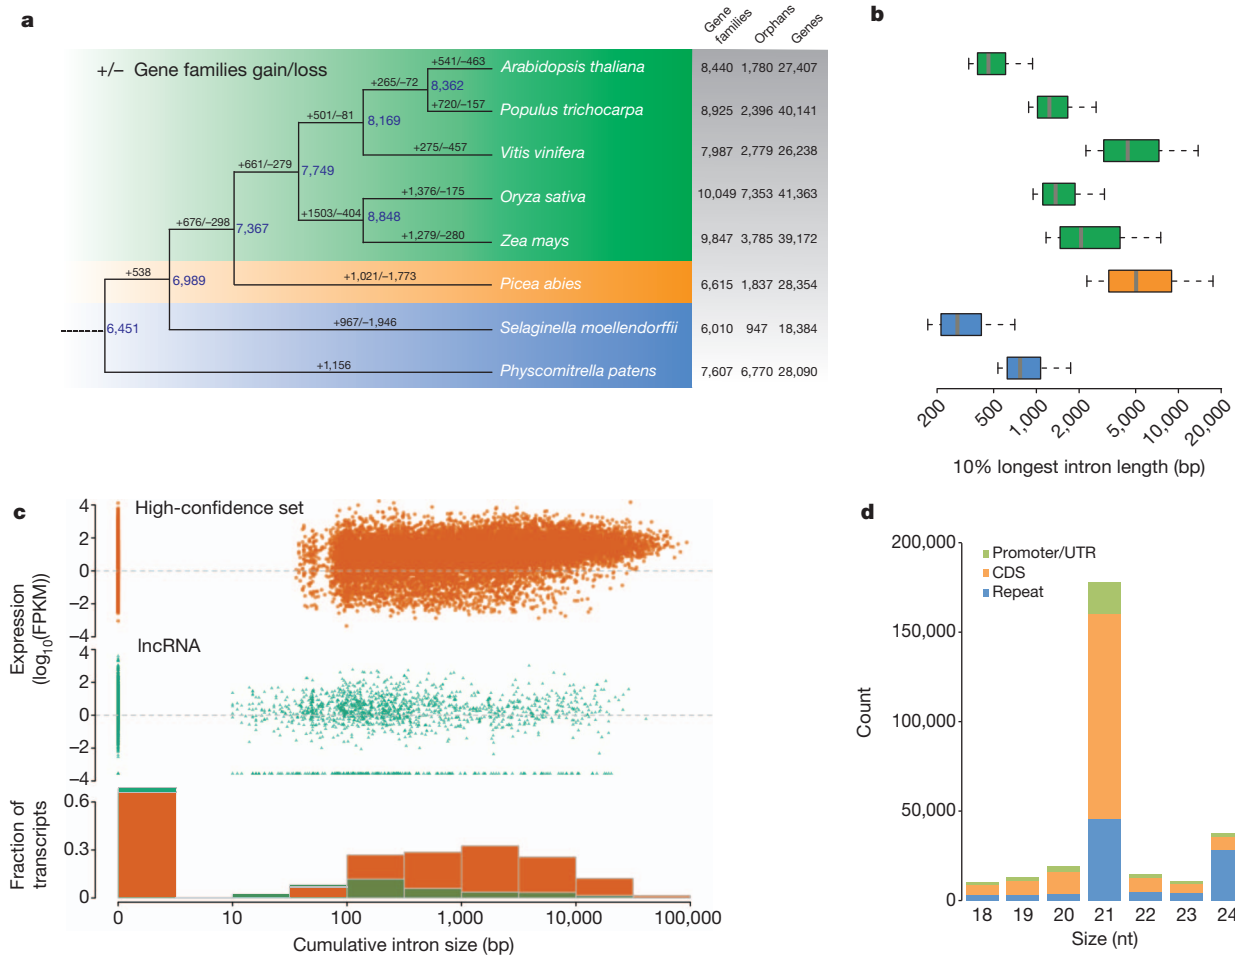 a
Gene families Orphans Genes
+/– Gene families gain/loss
+541/–463 Arabidopsis thaliana 8,440 1,780 27,407
+265/–72 8,362
+720/–157 Populus trichocarpa 8,925 2,396 40,141
+501/–81 8,169
+275/–457 Vitis vinifera 7,987 2,779 26,238
+661/–279 7,749
+1,376/–175 Oryza sativa 10,049 7,353 41,363
+1503/–404 8,848
+676/–298 7,367
+1,279/–280 Zea mays 9,847 3,785 39,172
+538 6,989
+1,021/–1,773 Picea abies 6,615 1,837 28,354
6,451
+967/–1,946 Selaginella moellendorffii 6,010 947 18,384
+1,156 Physcomitrella patens 7,607 6,770 28,090
b
200 500 1,000 2,000 5,000 10,000 20,000
10% longest intron length (bp)
c
High-confidence set
4
2
0
–2
–4
Expression (log10(FPKM))
lncRNA
4
2
0
–2
–4
Fraction of transcripts
0.6
0.3
0
0 10 100 1,000 10,000 100,000
Cumulative intron size (bp)
d
200,000
150,000
100,000
50,000
0
Count
Promoter/UTR
CDS
Repeat
18 19 20 21 22 23 24
Size (nt)